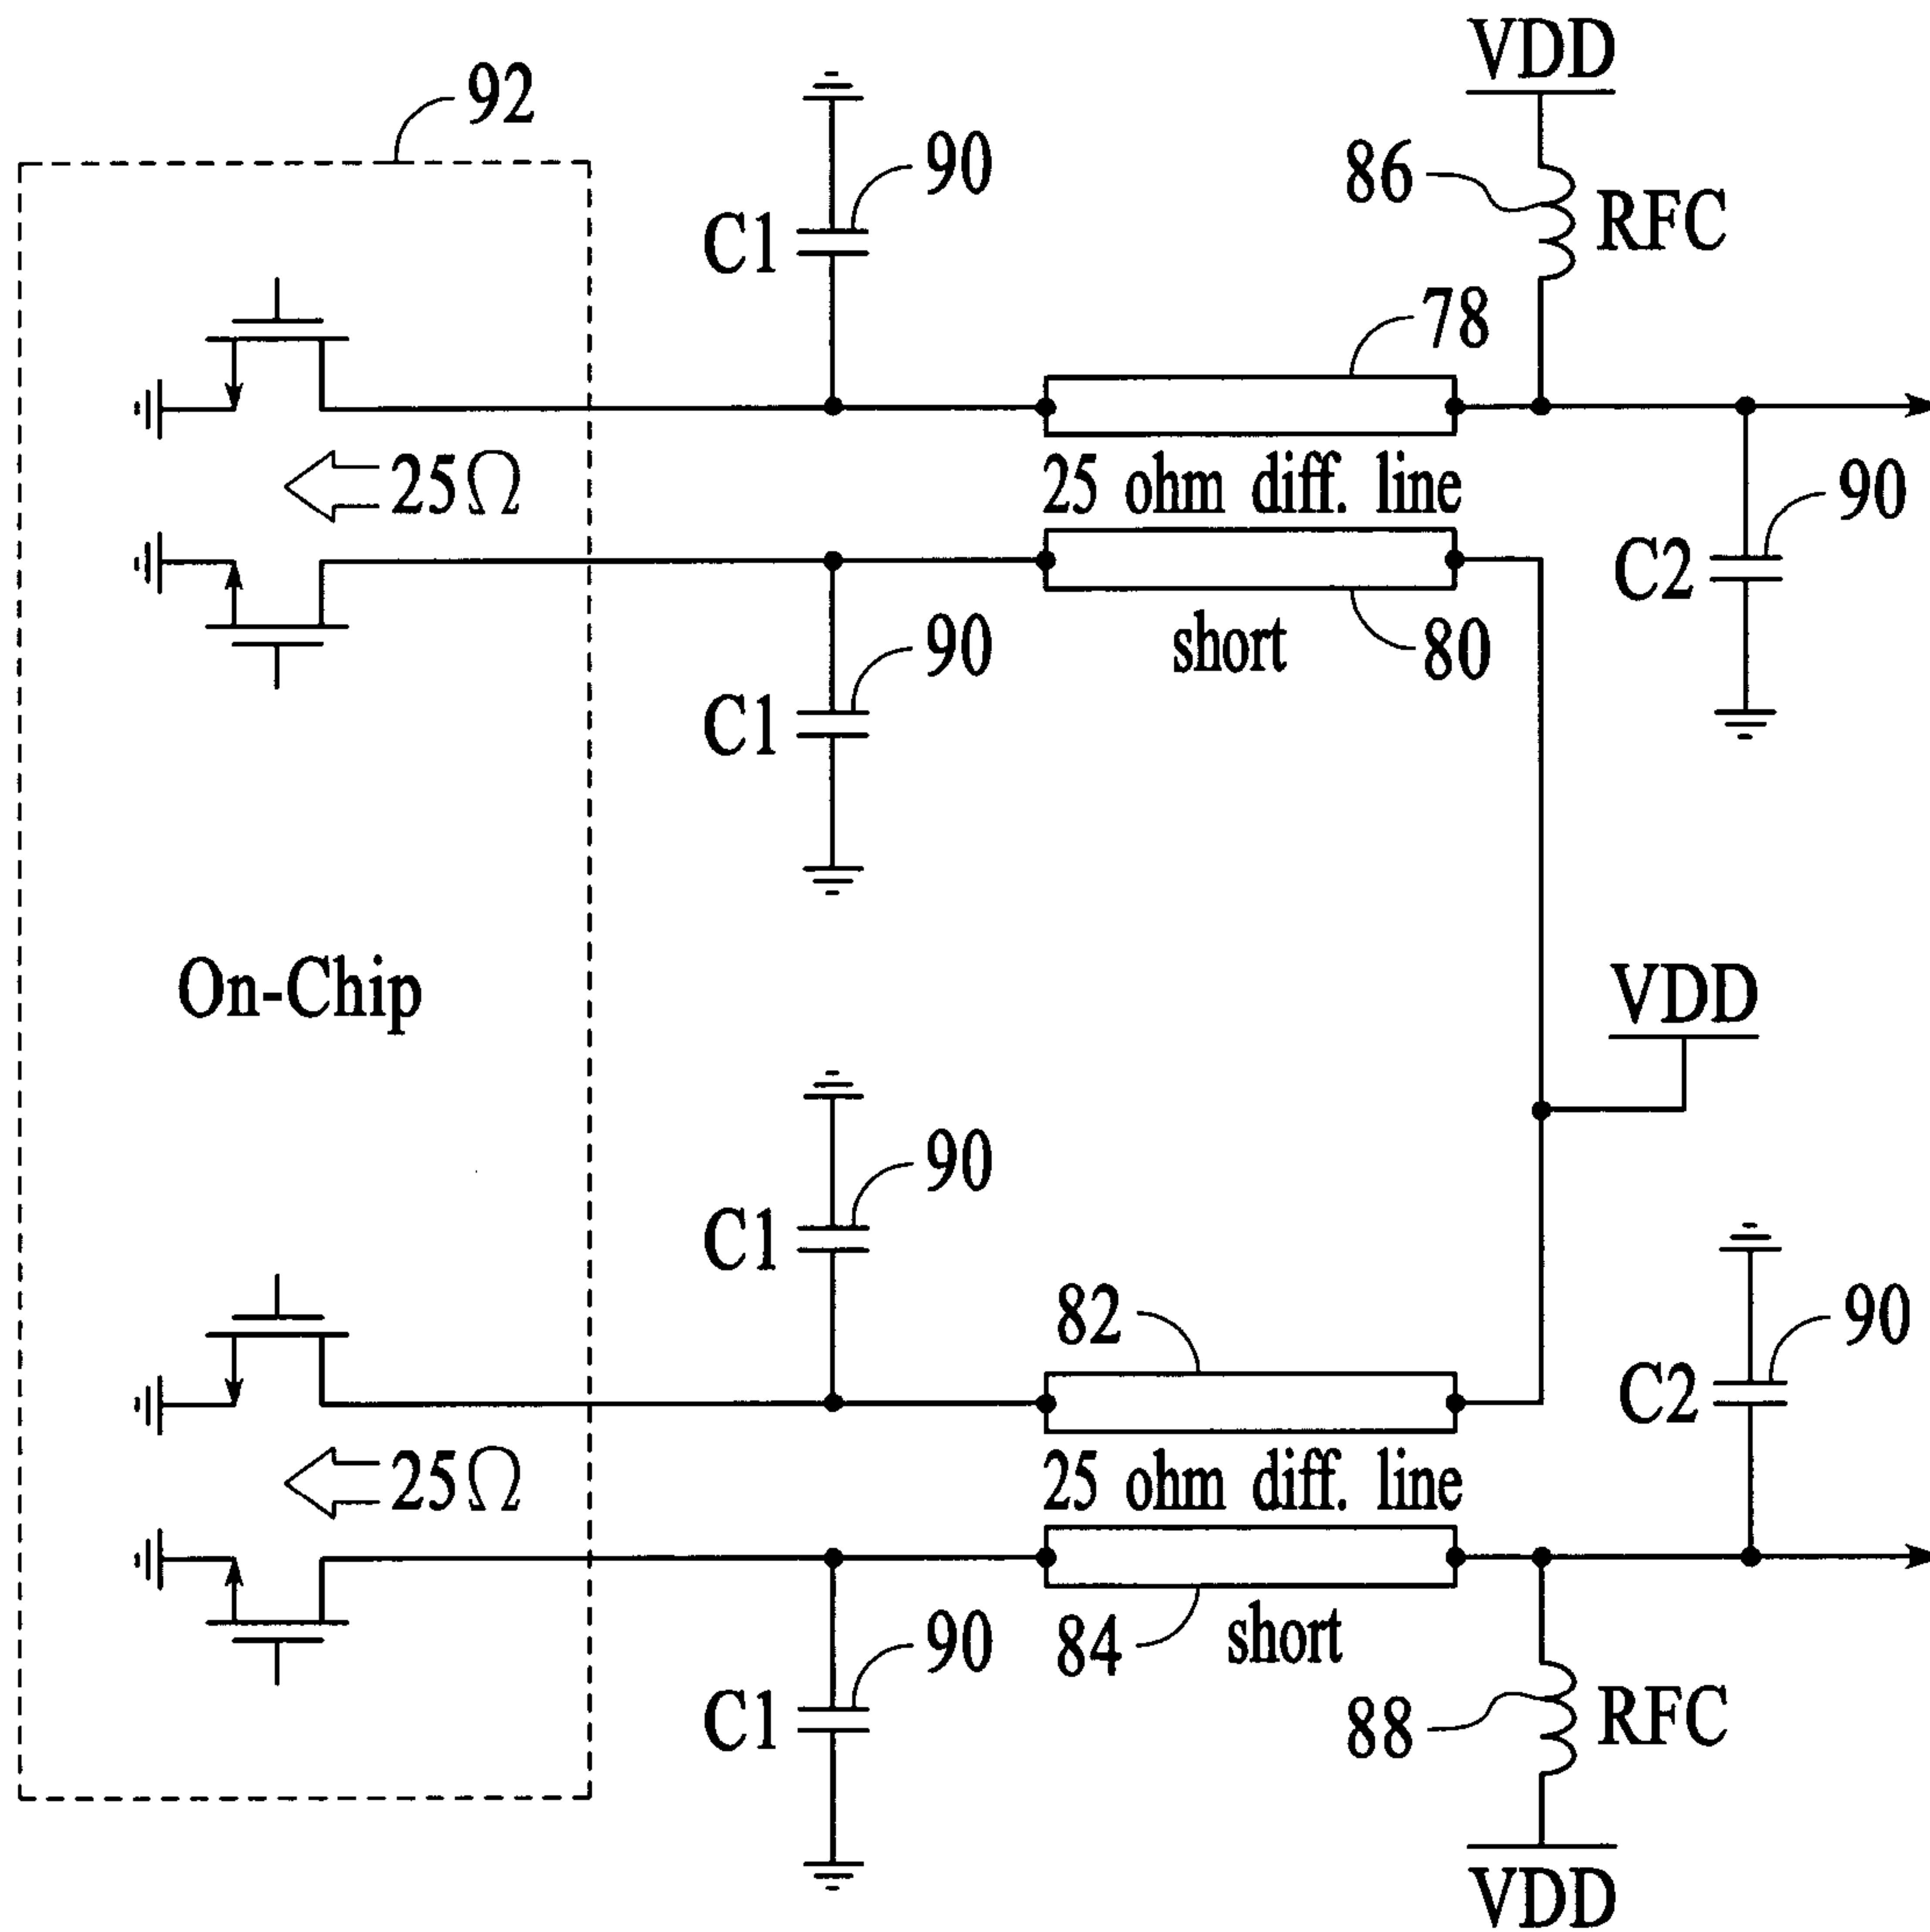 VDD
92
90
86
RFC
C1
78
25Ω
25 ohm diff. line
90
C2
90
short
80
C1
On-Chip
VDD
90
C1
82
90
C2
25Ω
25 ohm diff. line
90
84
short
C1
88
RFC
VDD